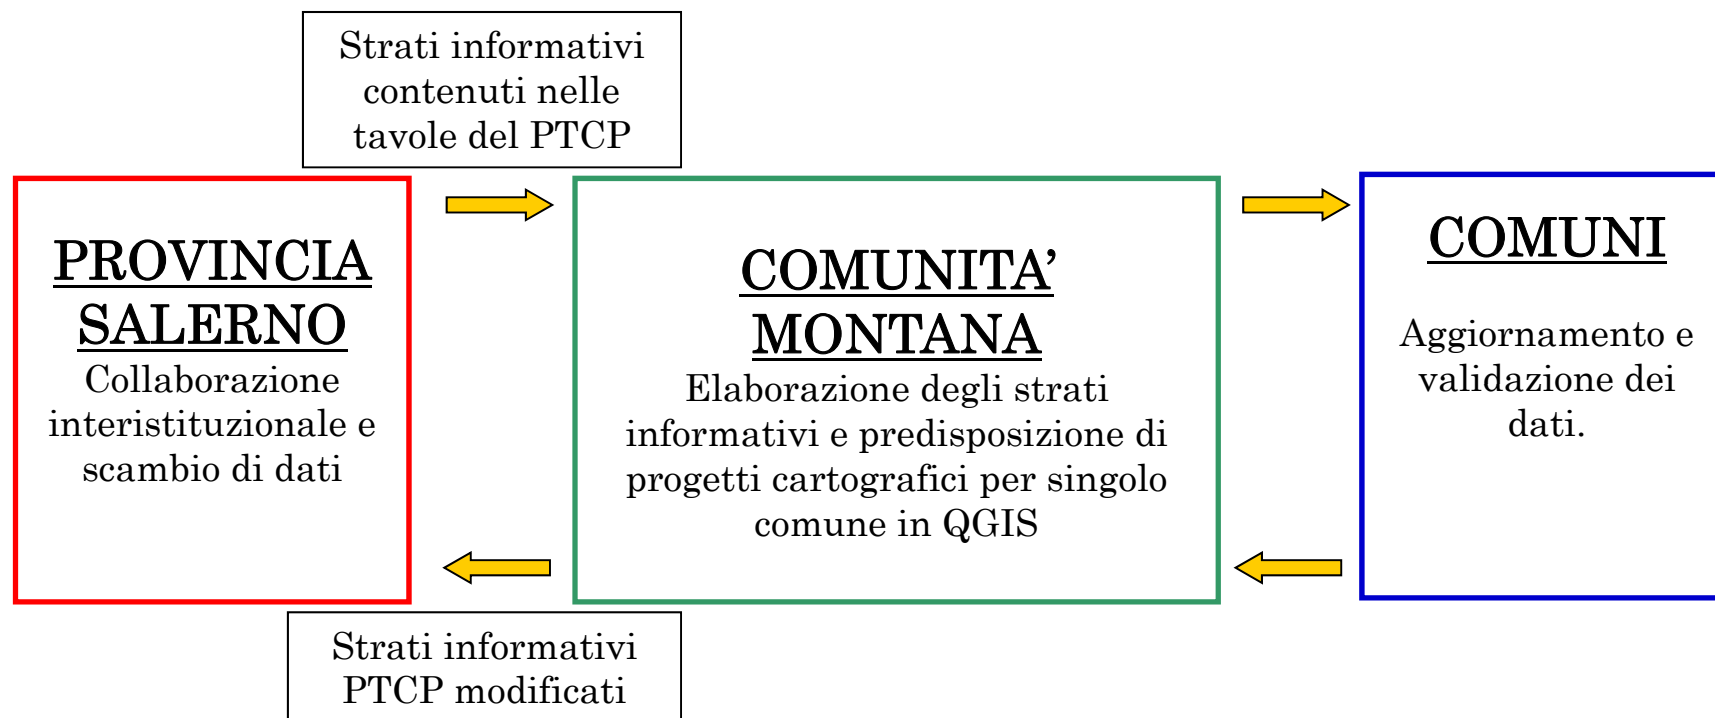 Strati informativi
contenuti nelle
tavole del PTCP
PROVINCIA
SALERNO
Collaborazione
interistituzionale e
scambio di dati
COMUNITA’
MONTANA
Elaborazione degli strati
informativi e predisposizione di
progetti cartografici per singolo
comune in QGIS
COMUNI
Aggiornamento e
validazione dei
dati.
Strati informativi
PTCP modificati